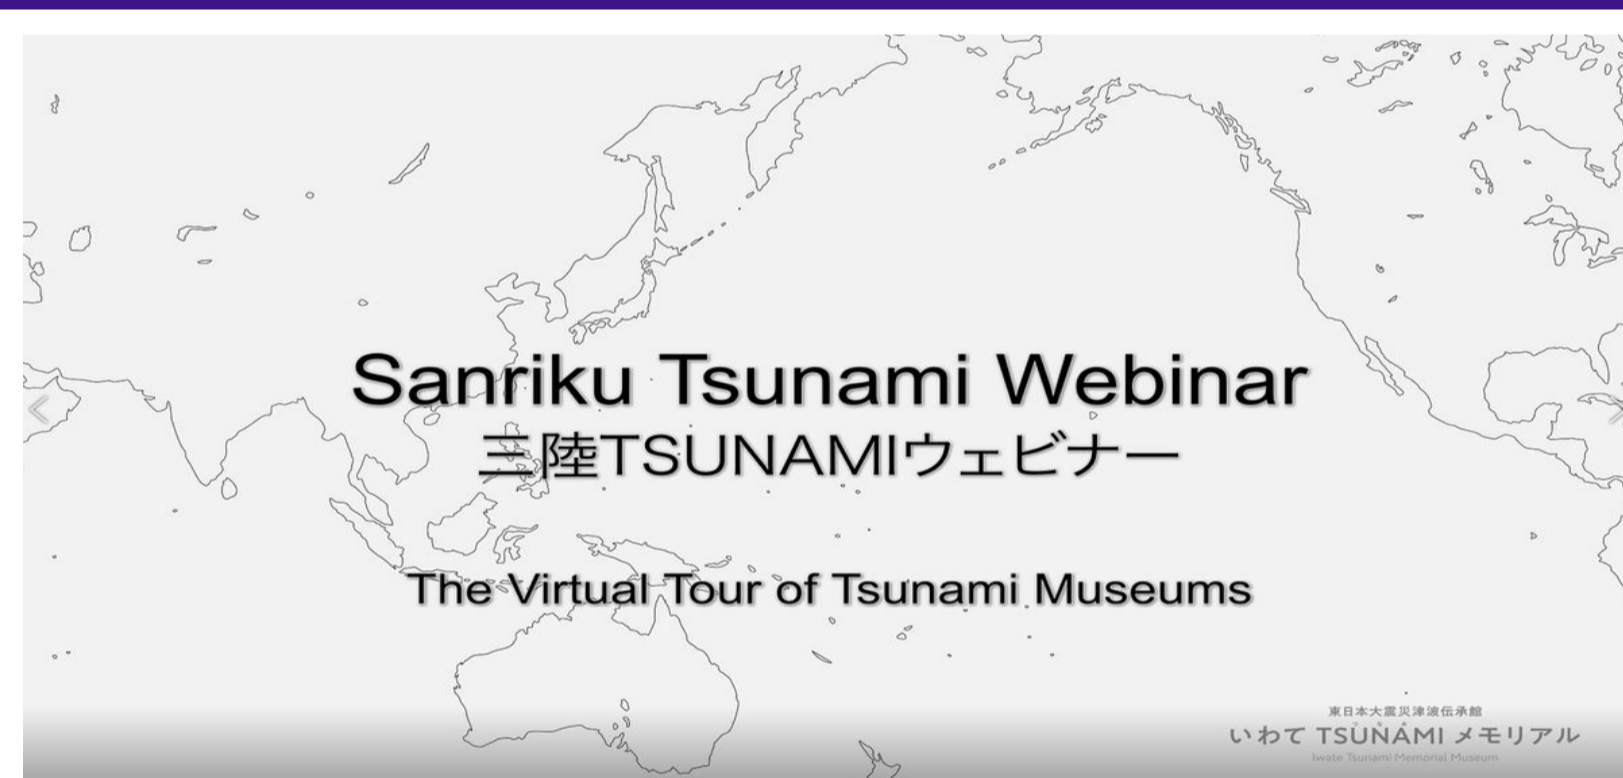 Sanriku Tsunami Webinar
三陸TSUNAMIウェビナー
The Virtual Tour of Tsunami Museums
東日本大震災津波伝承館
いわて TSUNAMI メモリアル
Iwate Tsunami Memorial Museum